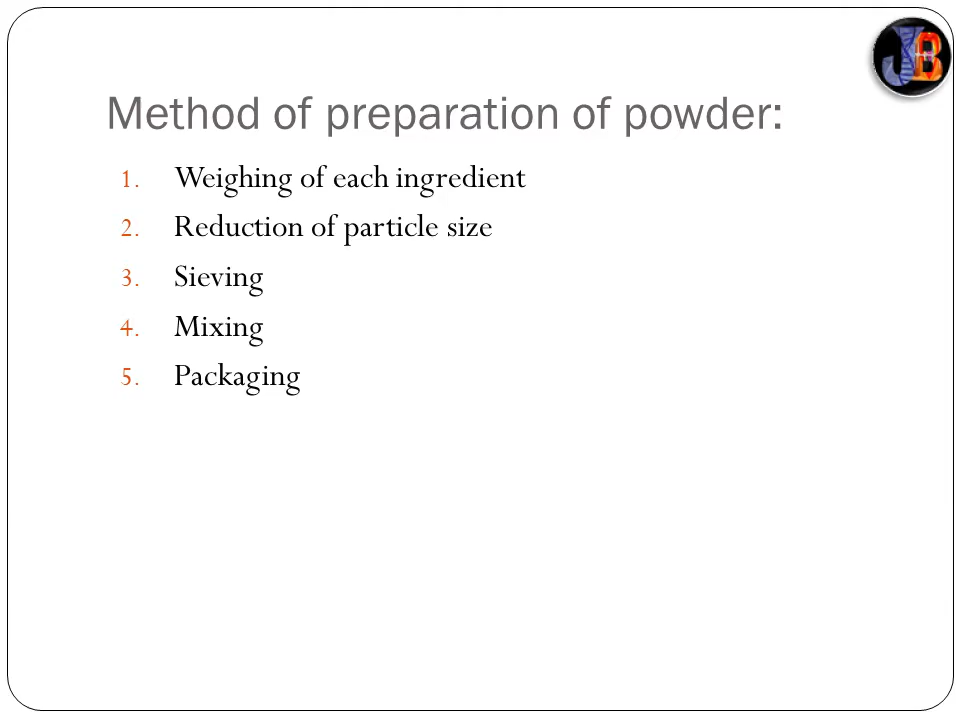 JB
Method of preparation of powder:
1. Weighing of each ingredient
2. Reduction of particle size
3. Sieving
4. Mixing
5. Packaging